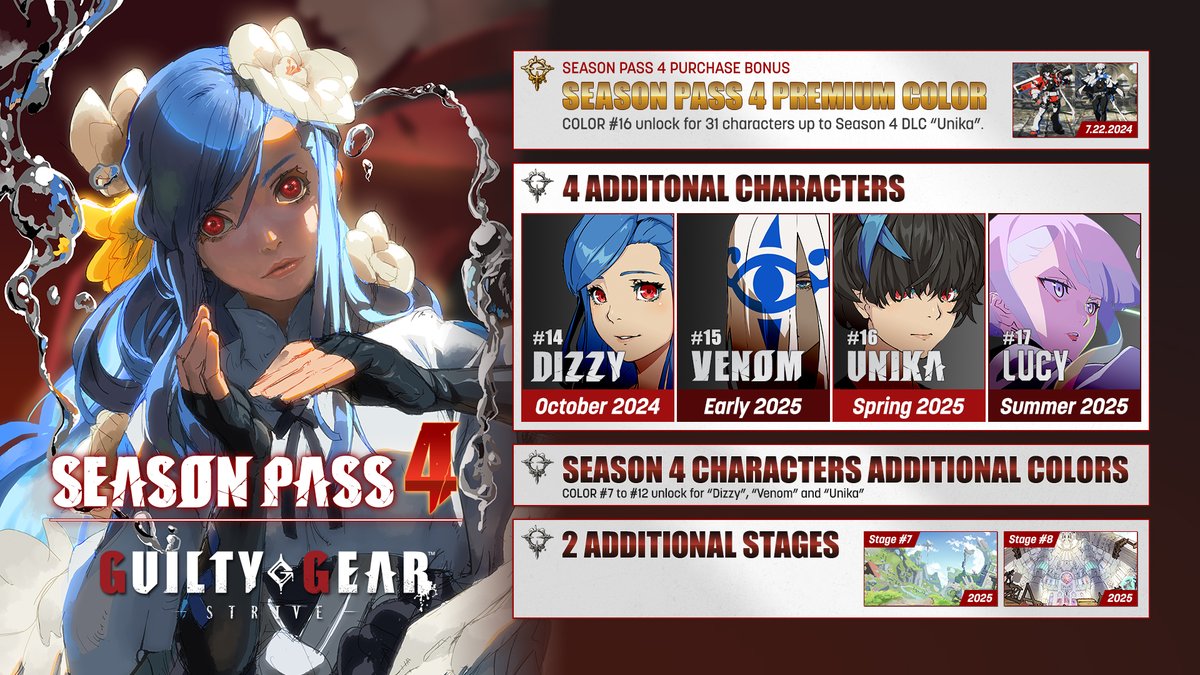 SEASON PASS 4
GUILTY GEAR™
STRIVE
SEASON PASS 4 PURCHASE BONUS
SEASON PASS 4 PREMIUM COLOR
COLOR #16 unlock for 31 characters up to Season 4 DLC “Unika”.
7.22.2024
4 ADDITONAL CHARACTERS
#14
DIZZY
October 2024
#15
VENØM
Early 2025
#16
UNIKA
Spring 2025
#17
LUCY
Summer 2025
SEASON 4 CHARACTERS ADDITIONAL COLORS
COLOR #7 to #12 unlock for “Dizzy”, “Venom” and “Unika”
2 ADDITIONAL STAGES
Stage #7
2025
Stage #8
2025